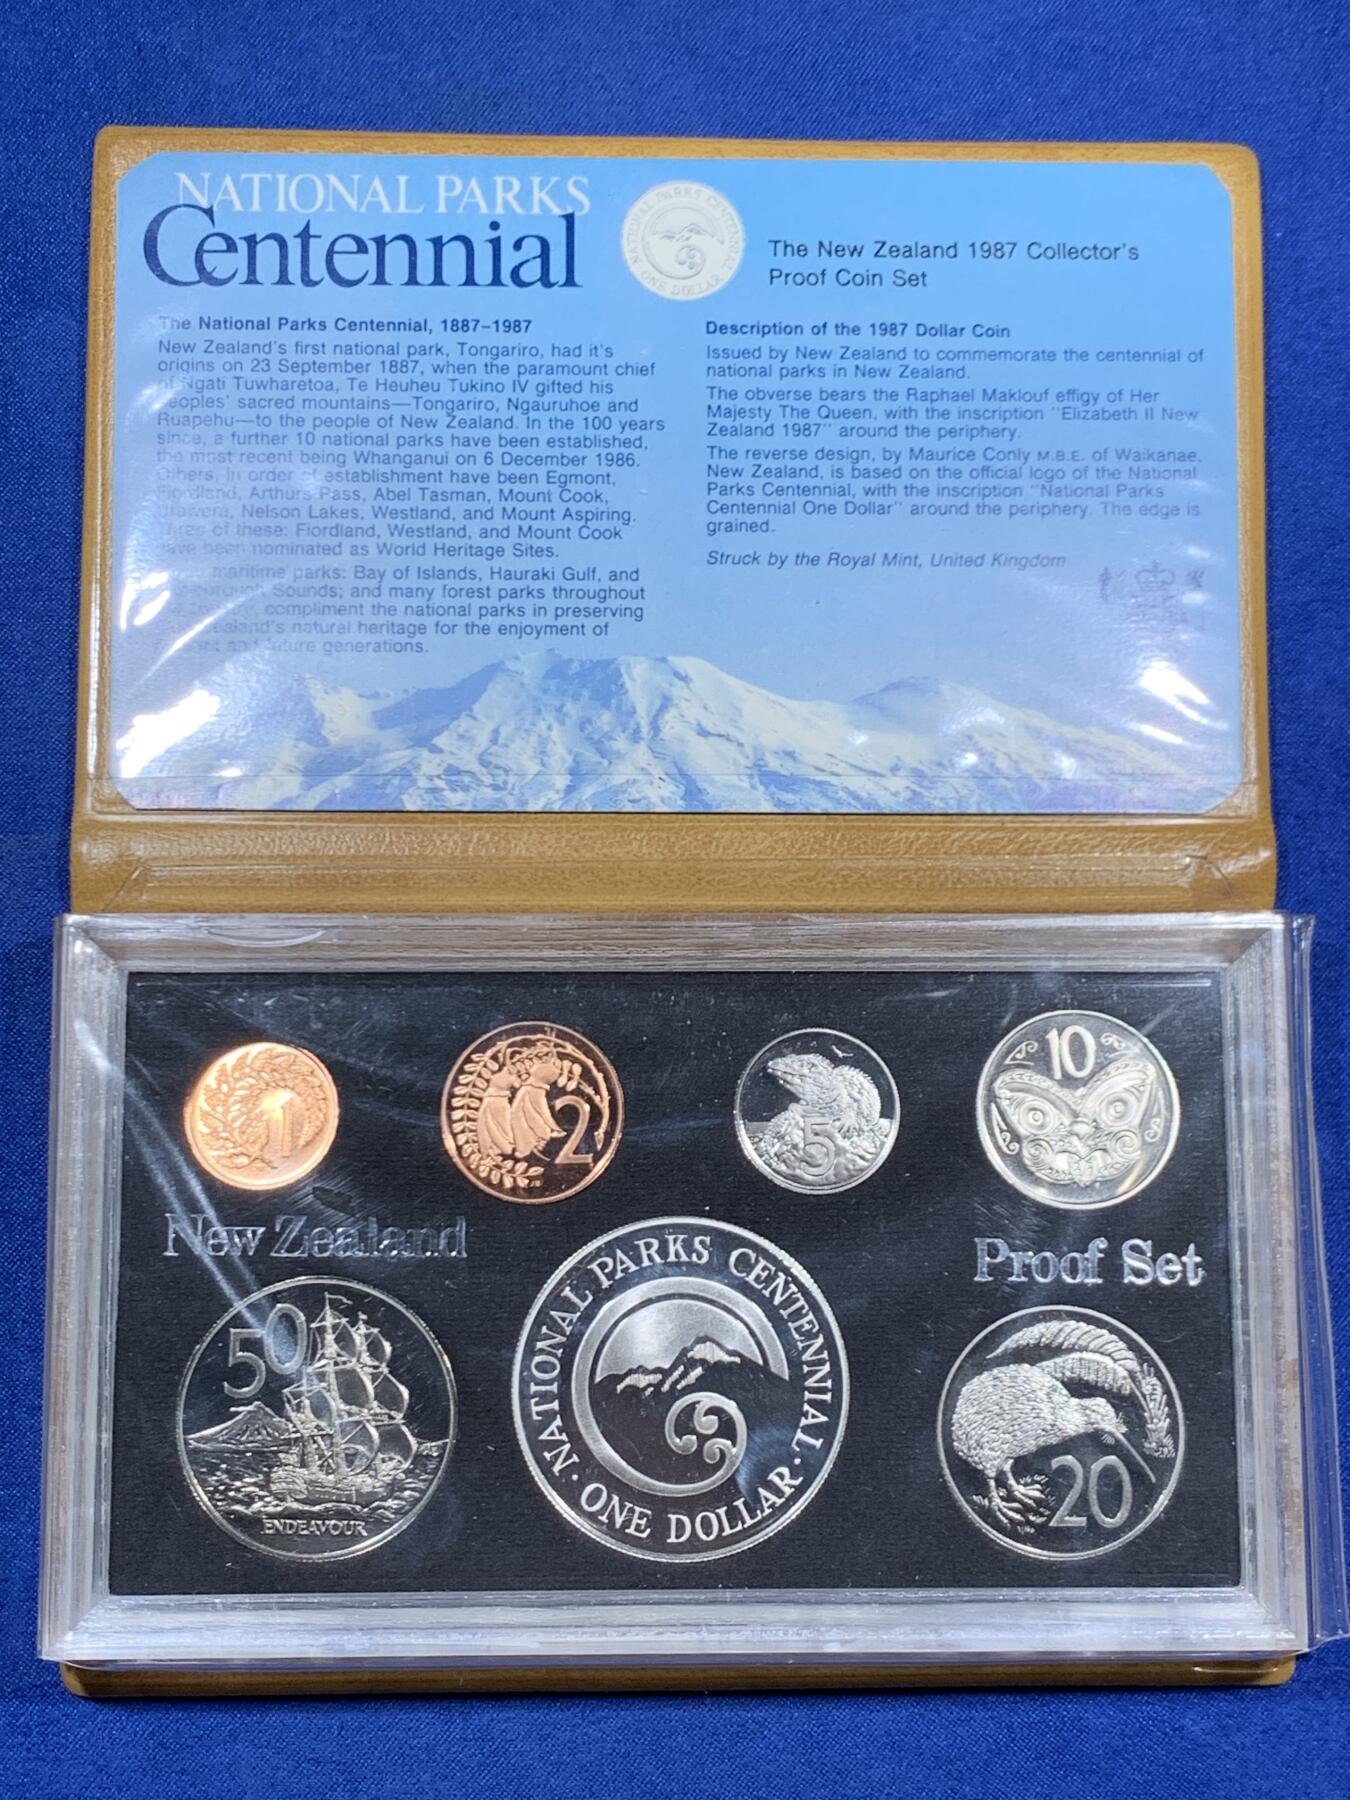 NATIONAL PARKS
Centennial
NATIONAL PARKS CENTENNIAL
ONE DOLLAR
The New Zealand 1987 Collector's
Proof Coin Set
The National Parks Centennial, 1887–1987
New Zealand's first national park, Tongariro, had it's
origins on 23 September 1887, when the paramount chief
of Ngati Tuwharetoa, Te Heuheu Tukino IV gifted his
peoples' sacred mountains—Tongariro, Ngauruhoe and
Ruapehu—to the people of New Zealand. In the 100 years
since, a further 10 national parks have been established,
the most recent being Whanganui on 6 December 1986.
Others, in order of establishment have been Egmont,
Fiordland, Arthurs Pass, Abel Tasman, Mount Cook,
Urewera, Nelson Lakes, Westland, and Mount Aspiring.
Three of these: Fiordland, Westland, and Mount Cook
have been nominated as World Heritage Sites.
maritime parks: Bay of Islands, Hauraki Gulf, and
Sounds; and many forest parks throughout
compliment the national parks in preserving
natural heritage for the enjoyment of
and future generations.
Description of the 1987 Dollar Coin
Issued by New Zealand to commemorate the centennial of
national parks in New Zealand.
The obverse bears the Raphael Maklouf effigy of Her
Majesty The Queen, with the inscription "Elizabeth II New
Zealand 1987" around the periphery.
The reverse design, by Maurice Conly M.B.E. of Waikanae,
New Zealand, is based on the official logo of the National
Parks Centennial, with the inscription "National Parks
Centennial One Dollar" around the periphery. The edge is
grained.
Struck by the Royal Mint, United Kingdom
1
2
5
10
New Zealand
Proof Set
50
ENDEAVOUR
NATIONAL PARKS CENTENNIAL
· ONE DOLLAR ·
20